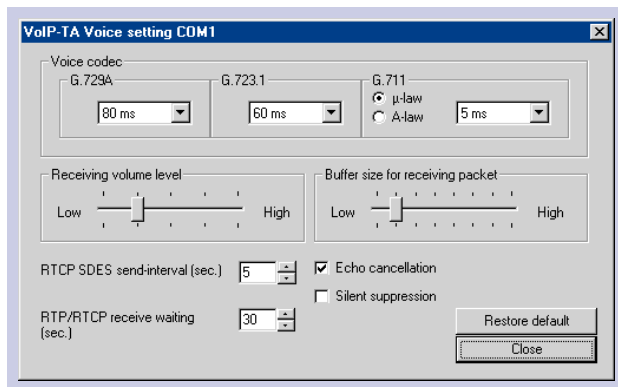 VoIP-TA Voice setting COM1
Voice codec
G.729A
G.723.1
G.711
80 ms
60 ms
µ-law
A-law
5 ms
Receiving volume level
Low
High
Buffer size for receiving packet
Low
High
RTCP SDES send-interval (sec.)
5
Echo cancellation
Silent suppression
RTP/RTCP receive waiting
(sec.)
30
Restore default
Close